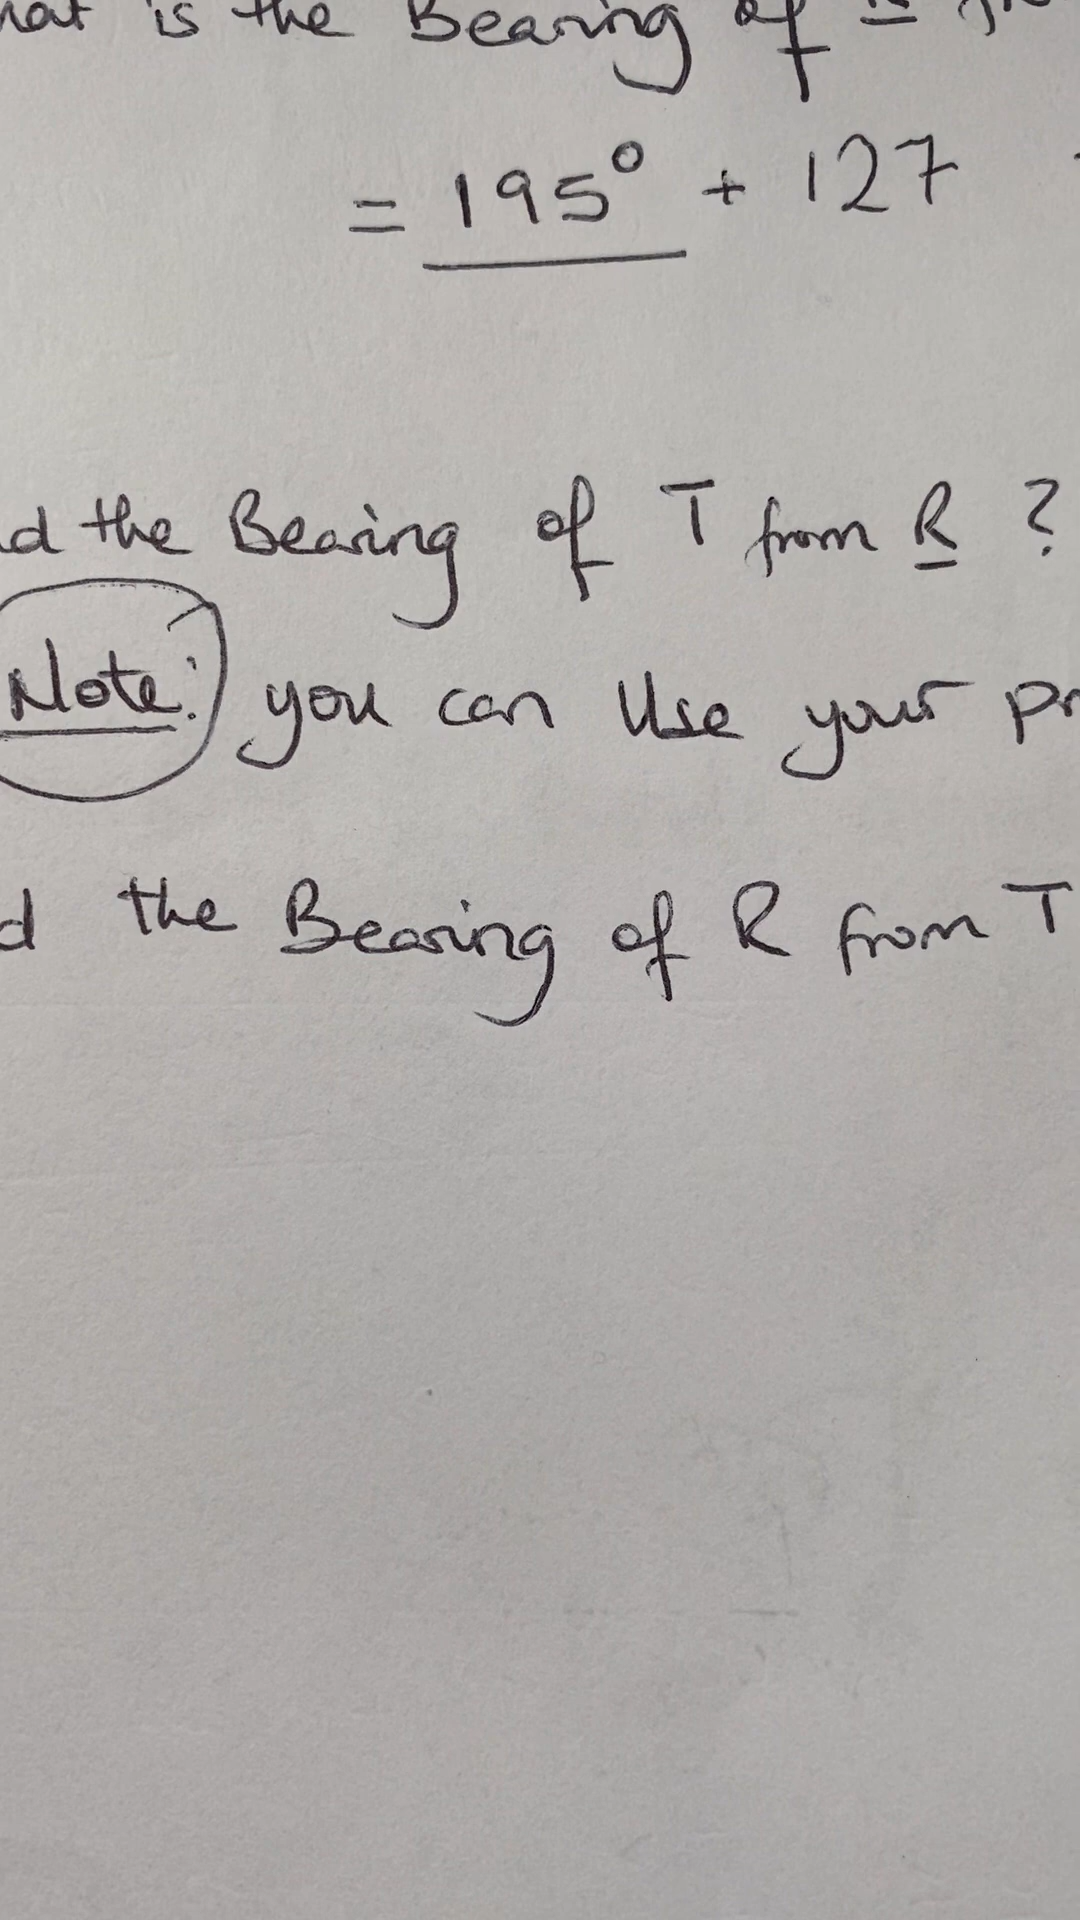 is the Bearing of
= 195° + 127
the Bearing of T from R ?
Note: you can Use your
the Bearing of R from T